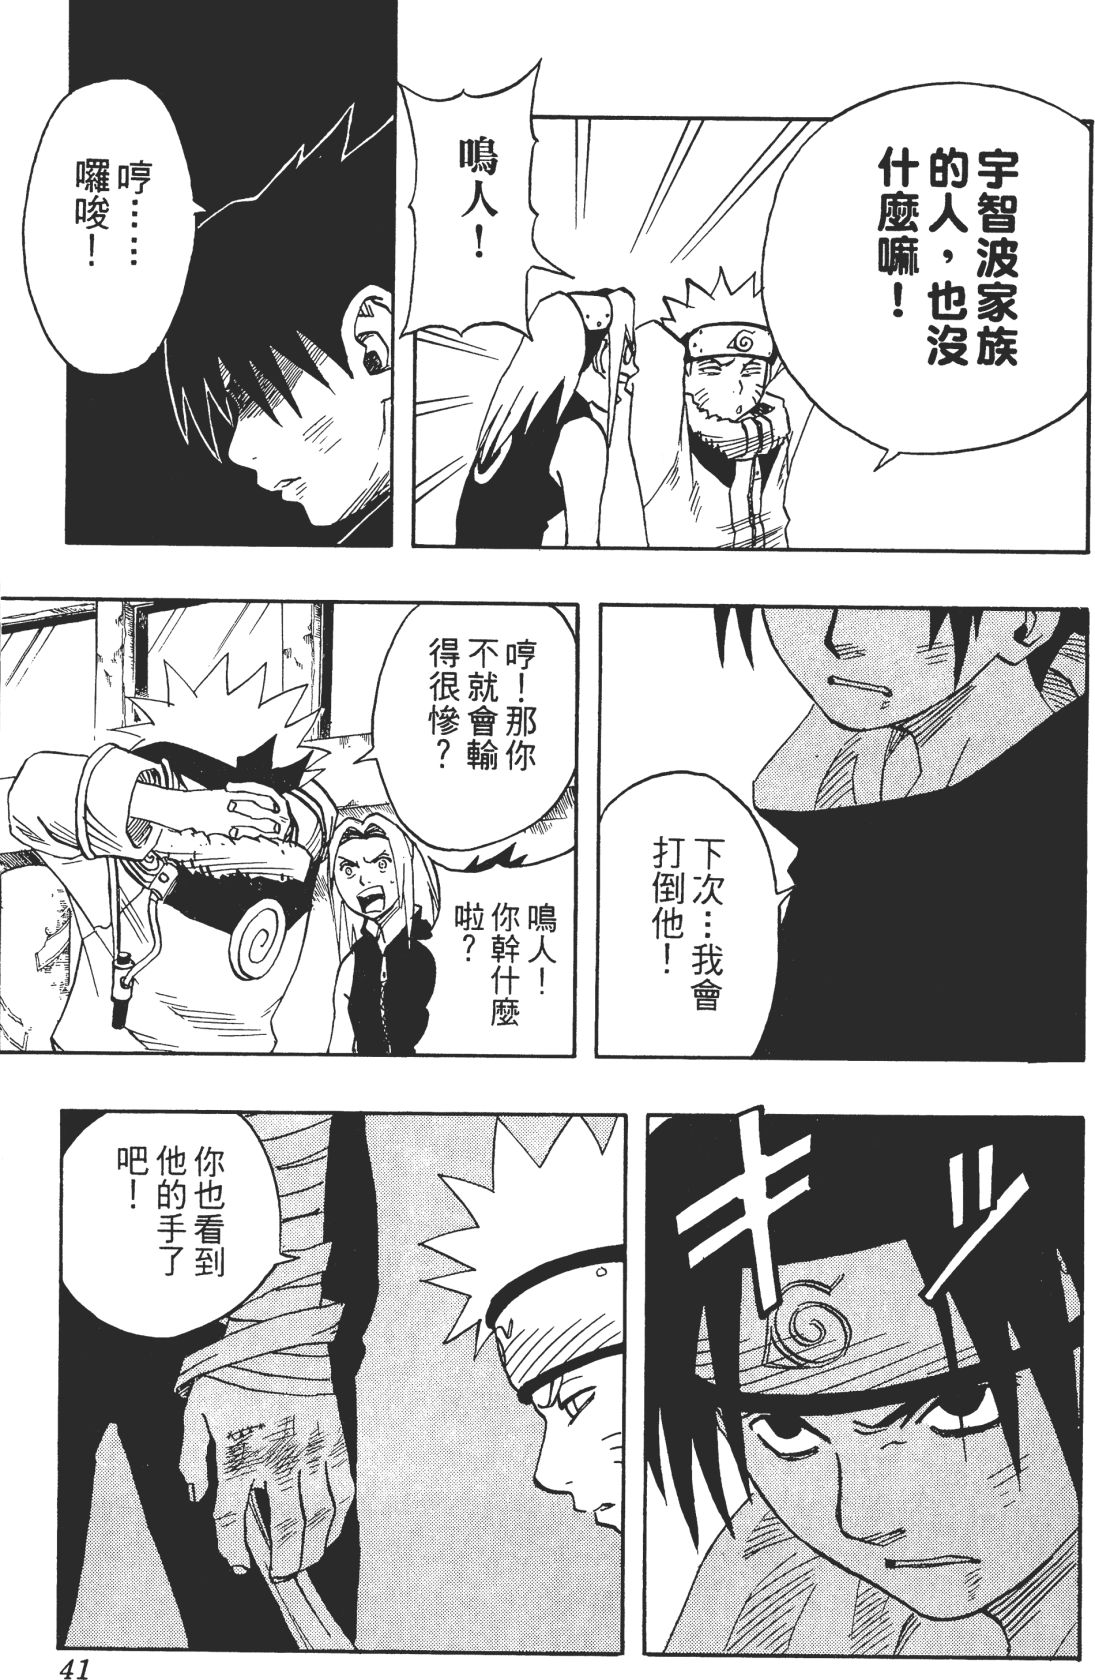 宇智波家族
的人，也沒
什麼嘛！
鳴人！
哼……
囉唆！
下次…我會
打倒他！
哼！那你
不就會輸
得很慘？
鳴人！
你幹什麼
啦？
キッ
你也看到
他的手了
吧！
41